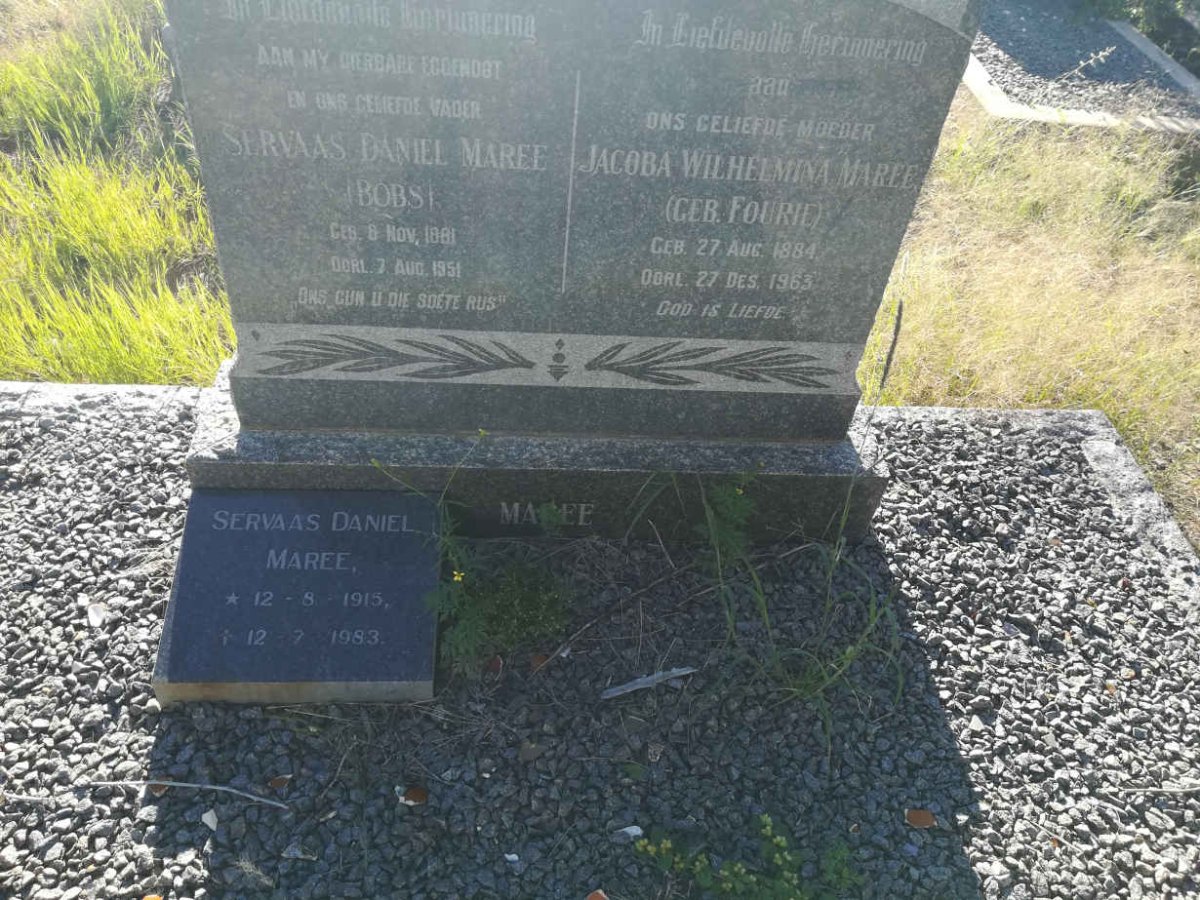 In Liefdevolle Herinnering
AAN MY DIERBARE EGGENOOT
EN ONS GELIEFDE VADER
SERVAAS DANIEL MAREE
(BOBS)
GEB. 8 NOV. 1881
OORL. 7 AUG. 1951
„ONS GUN U DIE SOETE RUS"
In Liefdevolle Herinnering
aan
ONS GELIEFDE MOEDER
JACOBA WILHELMINA MAREE
(GEB. FOURIE)
GEB. 27 AUG. 1884.
OORL. 27 DES. 1963
GOD IS LIEFDE
MAREE
SERVAAS DANIEL
MAREE,
★ 12 - 8 - 1915,
† 12 - 7 - 1983.